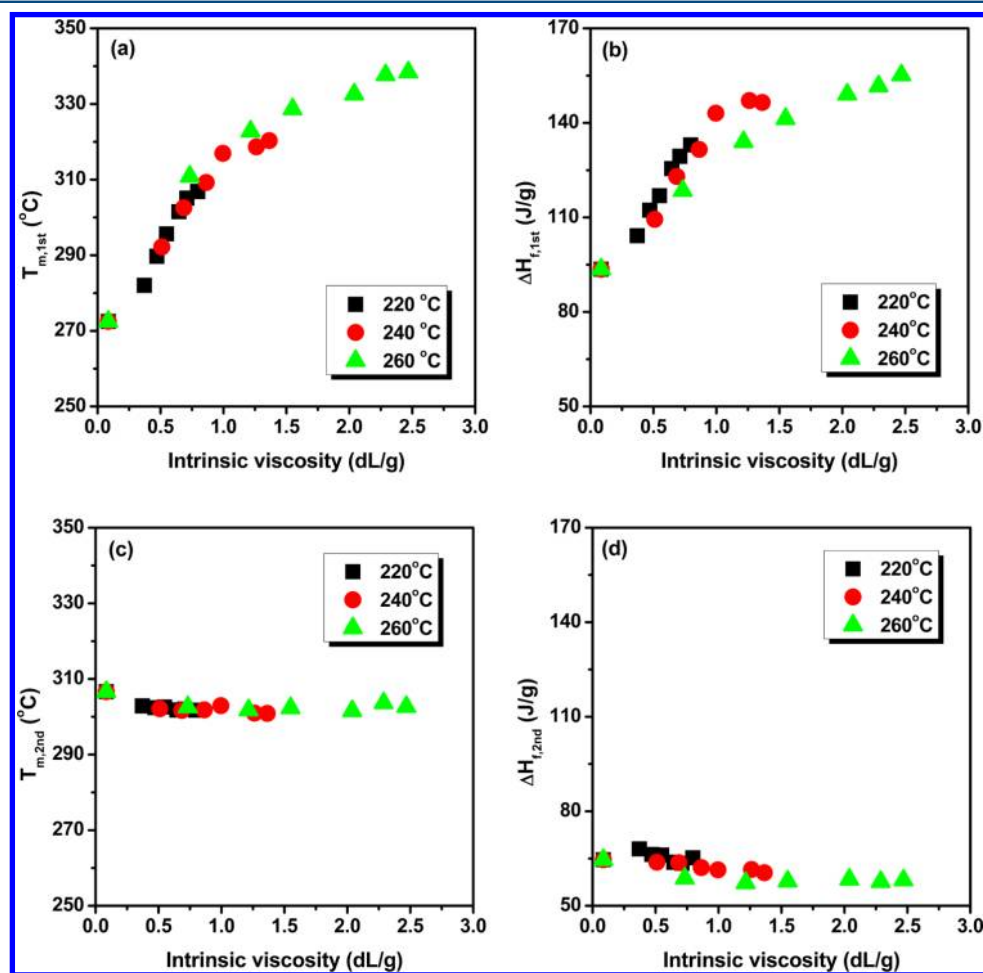 (a)
T_m,1st (°C)
350
330
310
290
270
250
220 °C
240 °C
260 °C
0.0 0.5 1.0 1.5 2.0 2.5 3.0
Intrinsic viscosity (dL/g)
(b)
ΔH_f,1st (J/g)
170
140
110
80
50
220°C
240°C
260°C
0.0 0.5 1.0 1.5 2.0 2.5 3.0
Intrinsic viscosity (dL/g)
(c)
T_m,2nd (°C)
350
330
310
290
270
250
220°C
240°C
260°C
0.0 0.5 1.0 1.5 2.0 2.5 3.0
Intrinsic viscosity (dL/g)
(d)
ΔH_f,2nd (J/g)
170
140
110
80
50
220°C
240°C
260°C
0.0 0.5 1.0 1.5 2.0 2.5 3.0
Intrinsic viscosity (dL/g)